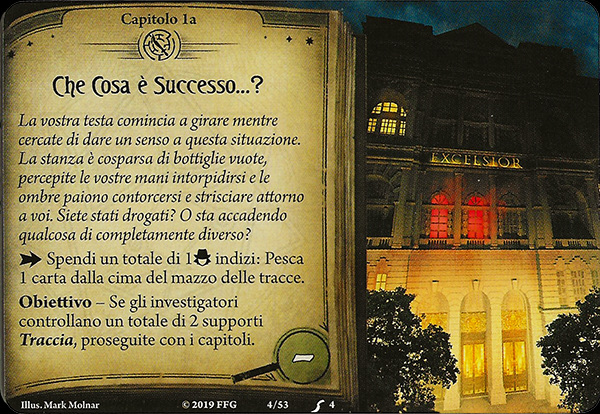 Capitolo 1a
Che Cosa è Successo...?
La vostra testa comincia a girare mentre
cercate di dare un senso a questa situazione.
La stanza è cosparsa di bottiglie vuote,
percepite le vostre mani intorpidirsi e le
ombre paiono contorcersi e strisciare attorno
a voi. Siete stati drogati? O sta accadendo
qualcosa di completamente diverso?
Spendi un totale di 1 indizi: Pesca
1 carta dalla cima del mazzo delle tracce.
Obiettivo – Se gli investigatori
controllano un totale di 2 supporti
Traccia, proseguite con i capitoli.
–
EXCELSIOR
Illus. Mark Molnar © 2019 FFG 4/53 4